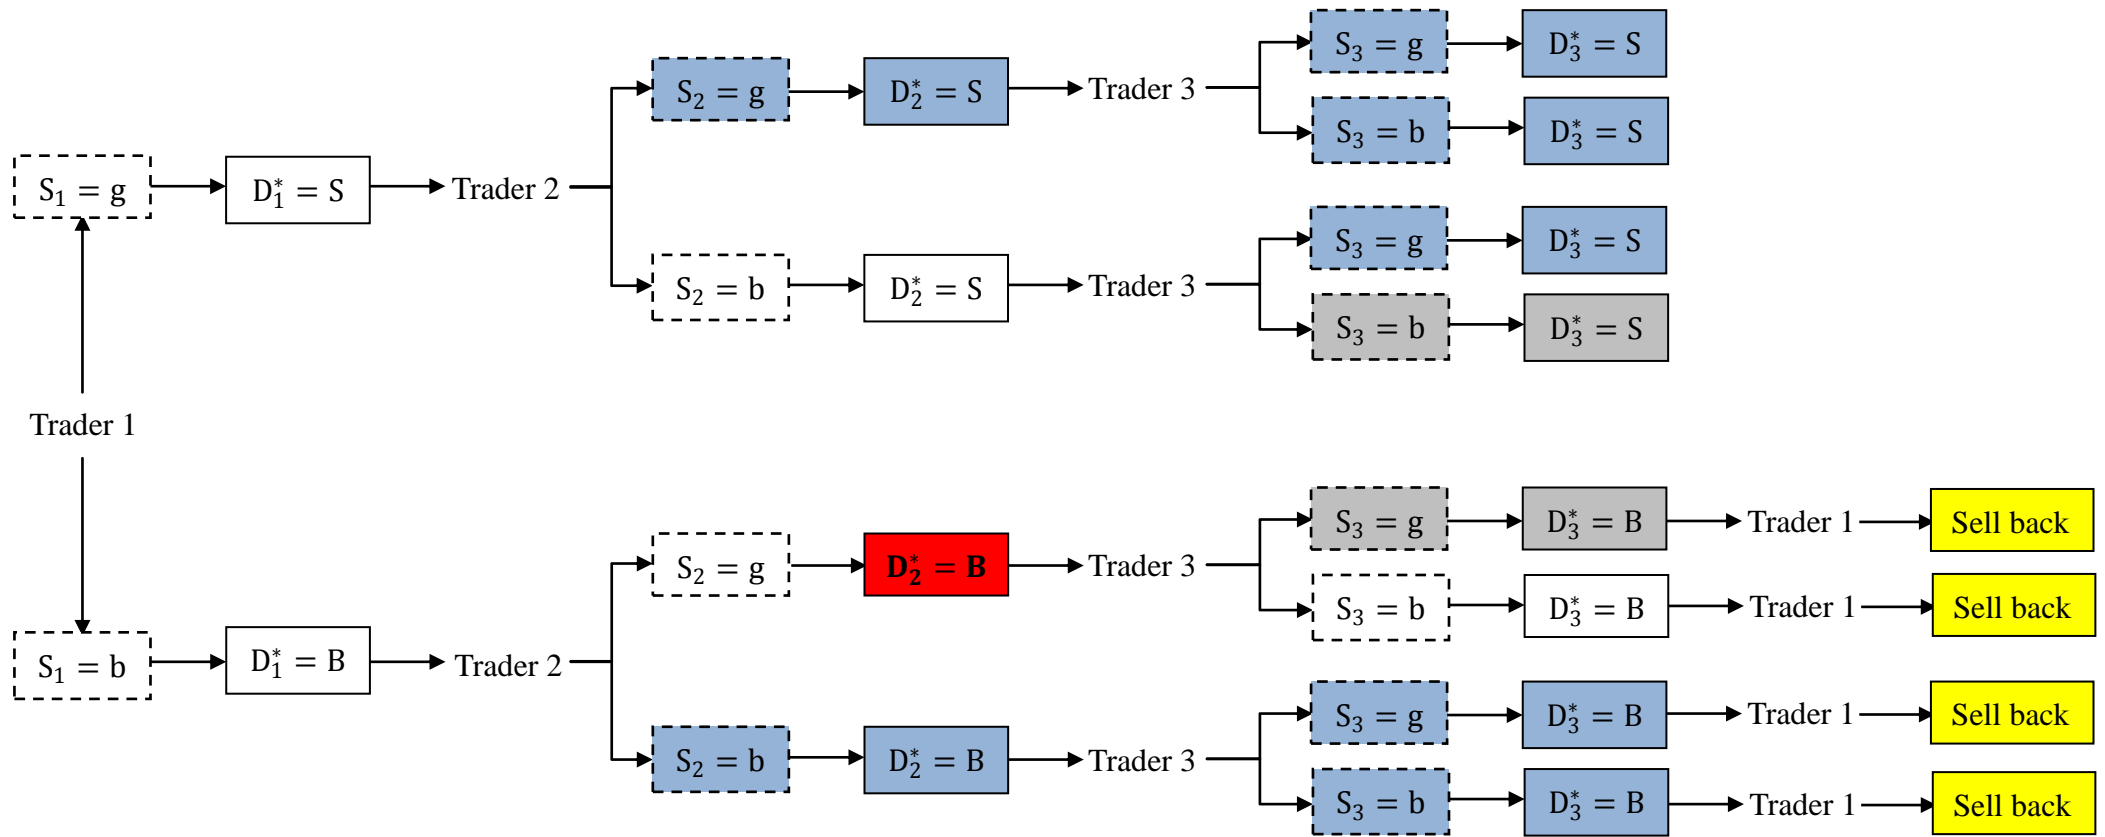 S₃ = g
D₃* = S
S₂ = g
D₂* = S
Trader 3
S₃ = b
D₃* = S
S₁ = g
D₁* = S
Trader 2
S₃ = g
D₃* = S
S₂ = b
D₂* = S
Trader 3
S₃ = b
D₃* = S
Trader 1
S₃ = g
D₃* = B
Trader 1
Sell back
S₂ = g
D₂* = B
Trader 3
S₃ = b
D₃* = B
Trader 1
Sell back
S₁ = b
D₁* = B
Trader 2
S₃ = g
D₃* = B
Trader 1
Sell back
S₂ = b
D₂* = B
Trader 3
S₃ = b
D₃* = B
Trader 1
Sell back